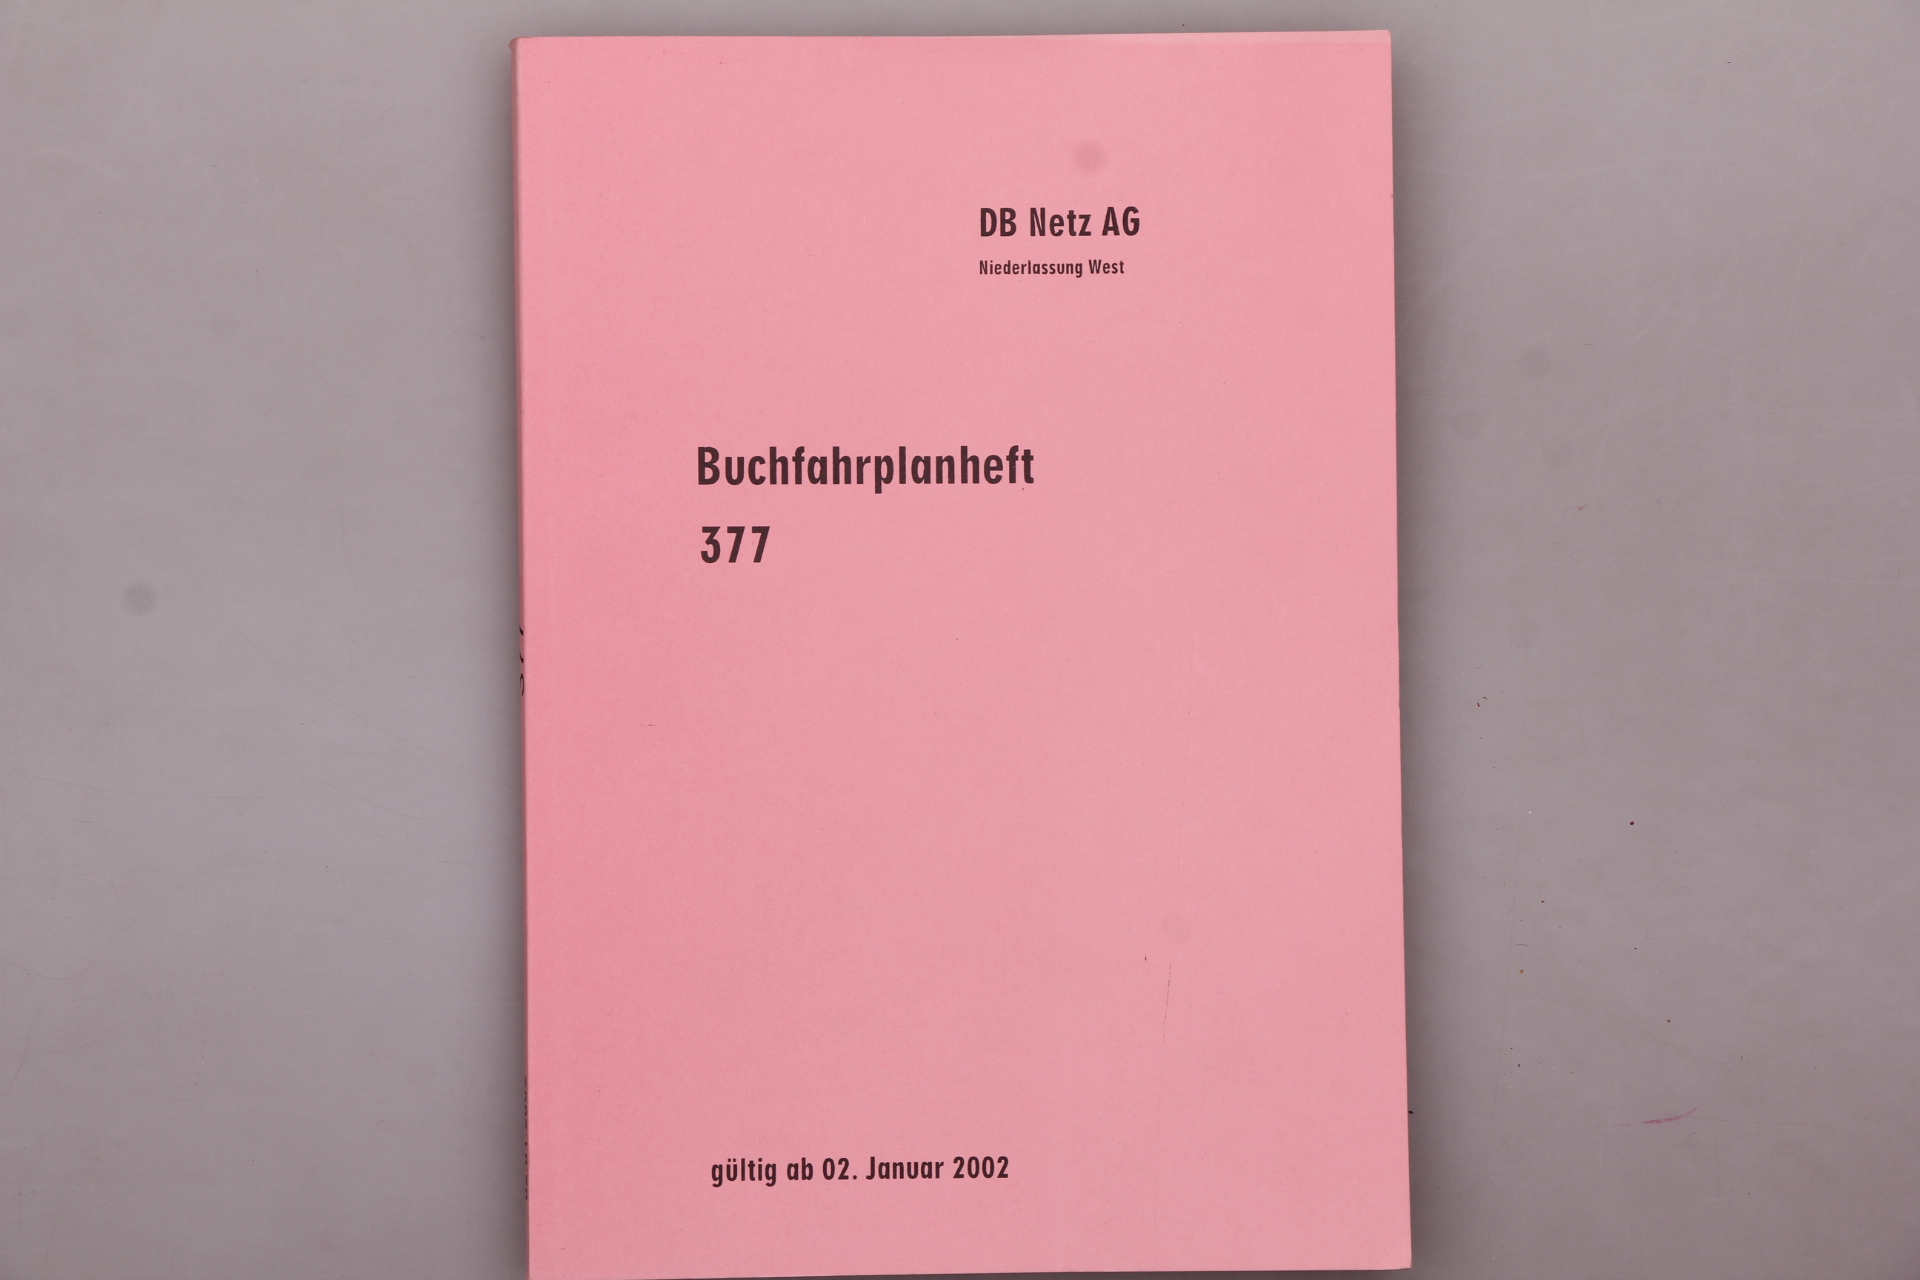 DB Netz AG
Niederlassung West
Buchfahrplanheft
377
gültig ab 02. Januar 2002